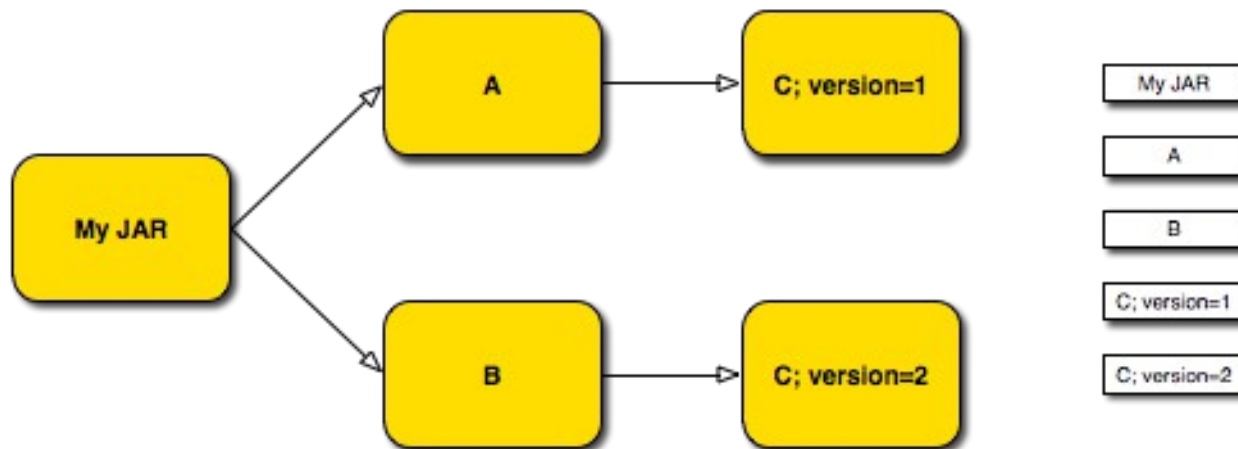 A
C; version=1
My JAR
B
C; version=2
My JAR
A
B
C; version=1
C; version=2